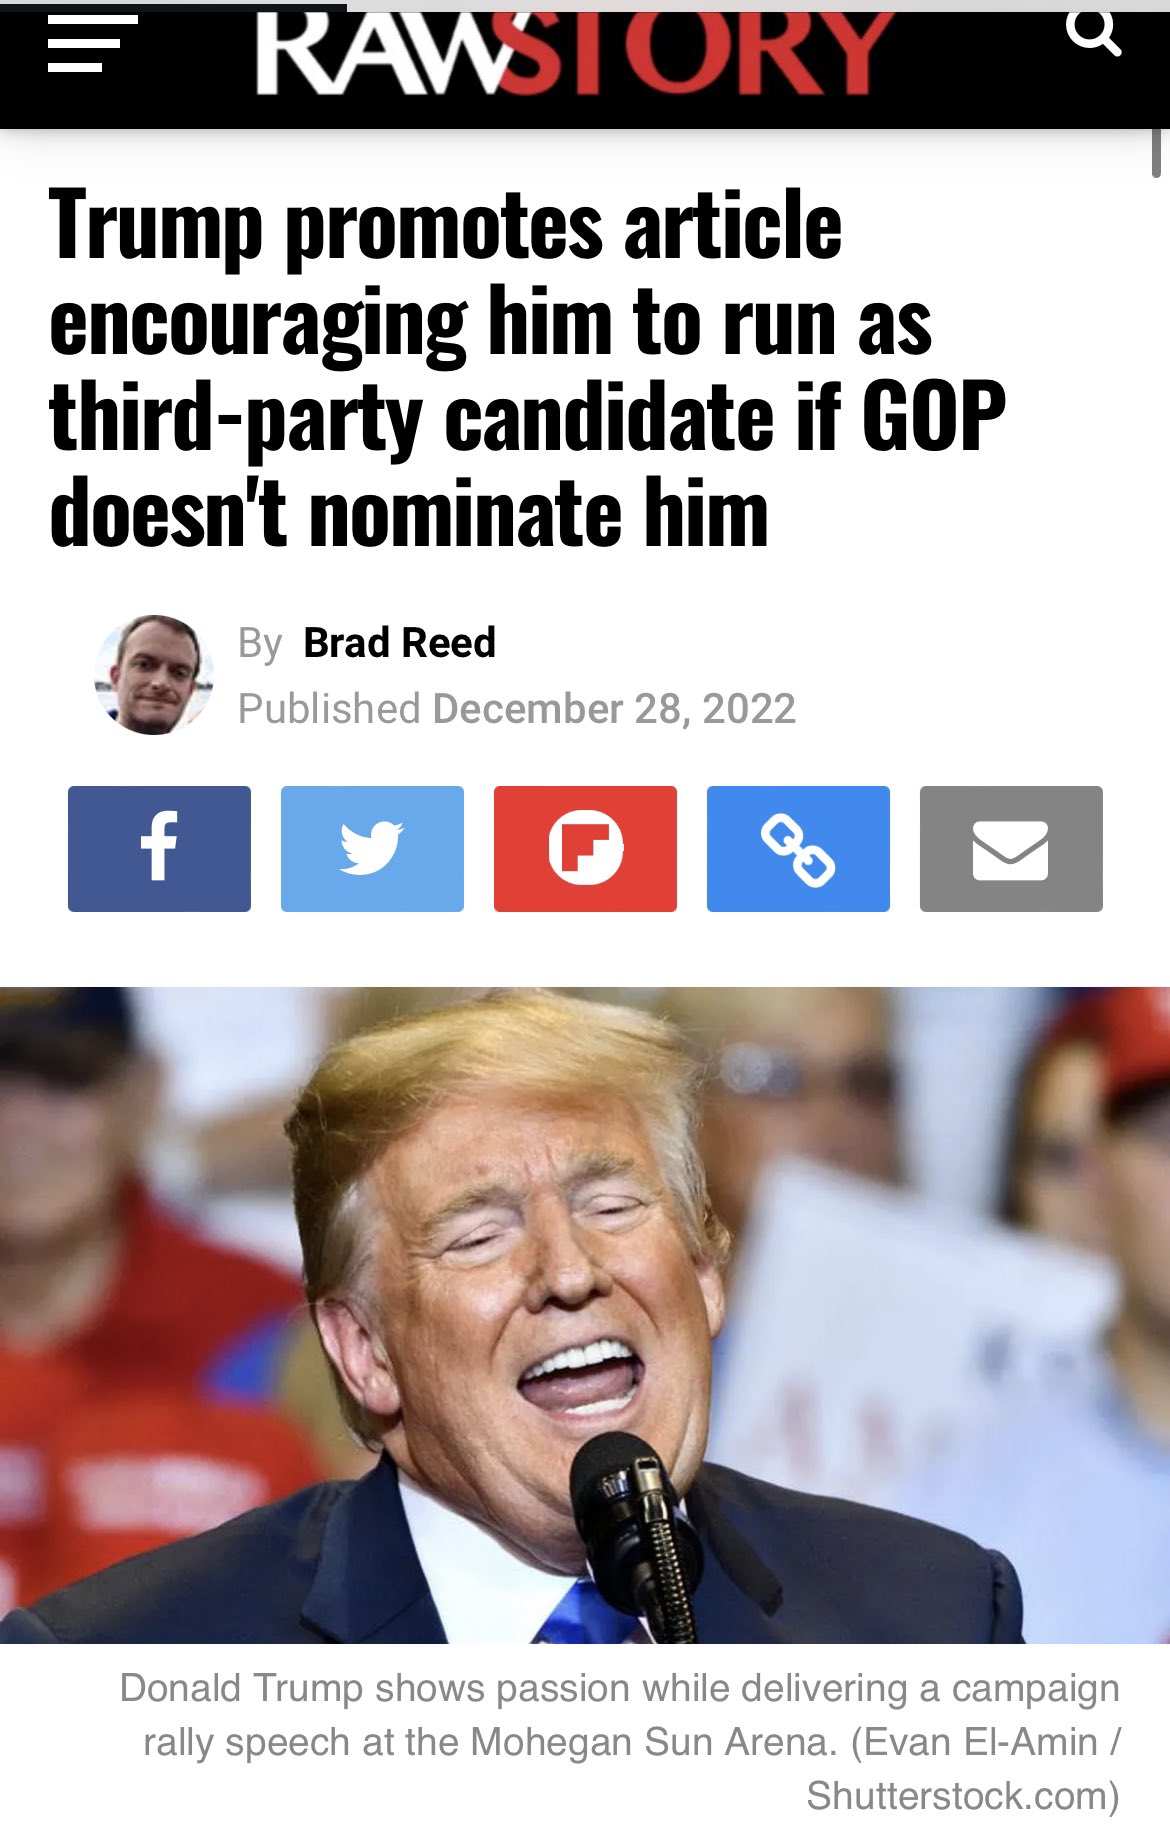 RAWSTORY
Trump promotes article
encouraging him to run as
third-party candidate if GOP
doesn't nominate him
By Brad Reed
Published December 28, 2022
Donald Trump shows passion while delivering a campaign
rally speech at the Mohegan Sun Arena. (Evan El-Amin /
Shutterstock.com)